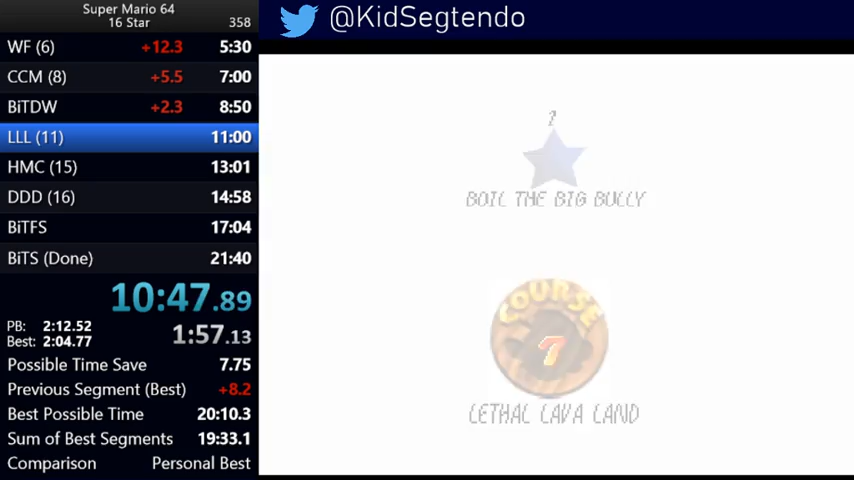 Super Mario 64
16 Star 358
WF (6) +12.3 5:30
CCM (8) +5.5 7:00
BiTDW +2.3 8:50
LLL (11) 11:00
HMC (15) 13:01
DDD (16) 14:58
BiTFS 17:04
BiTS (Done) 21:40
10:47.89
PB: 2:12.52
Best: 2:04.77
1:57.13
Possible Time Save 7.75
Previous Segment (Best) +8.2
Best Possible Time 20:10.3
Sum of Best Segments 19:33.1
Comparison Personal Best
@KidSegtendo
BOIL THE BIG BULLY
COURSE
7
LETHAL LAVA LAND